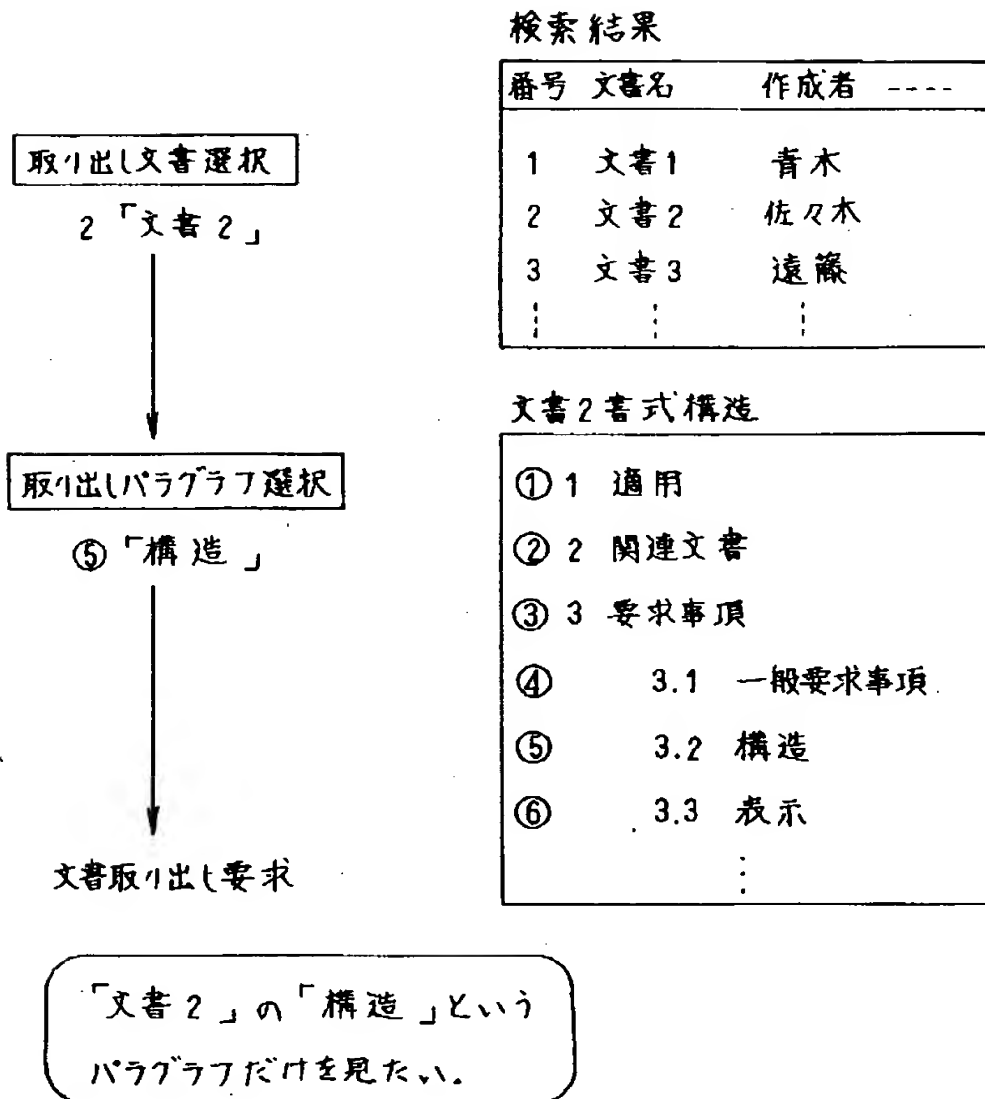 検索結果
番号 文書名 作成者 ----
1 文書1 青木
2 文書2 佐々木
3 文書3 遠藤
取り出し文書選択
2「文書2」
文書2書式構造
① 1 適用
② 2 関連文書
③ 3 要求事項
④ 3.1 一般要求事項
⑤ 3.2 構造
⑥ 3.3 表示
取り出しパラグラフ選択
⑤「構造」
文書取り出し要求
「文書2」の「構造」という
パラグラフだけを見たい.